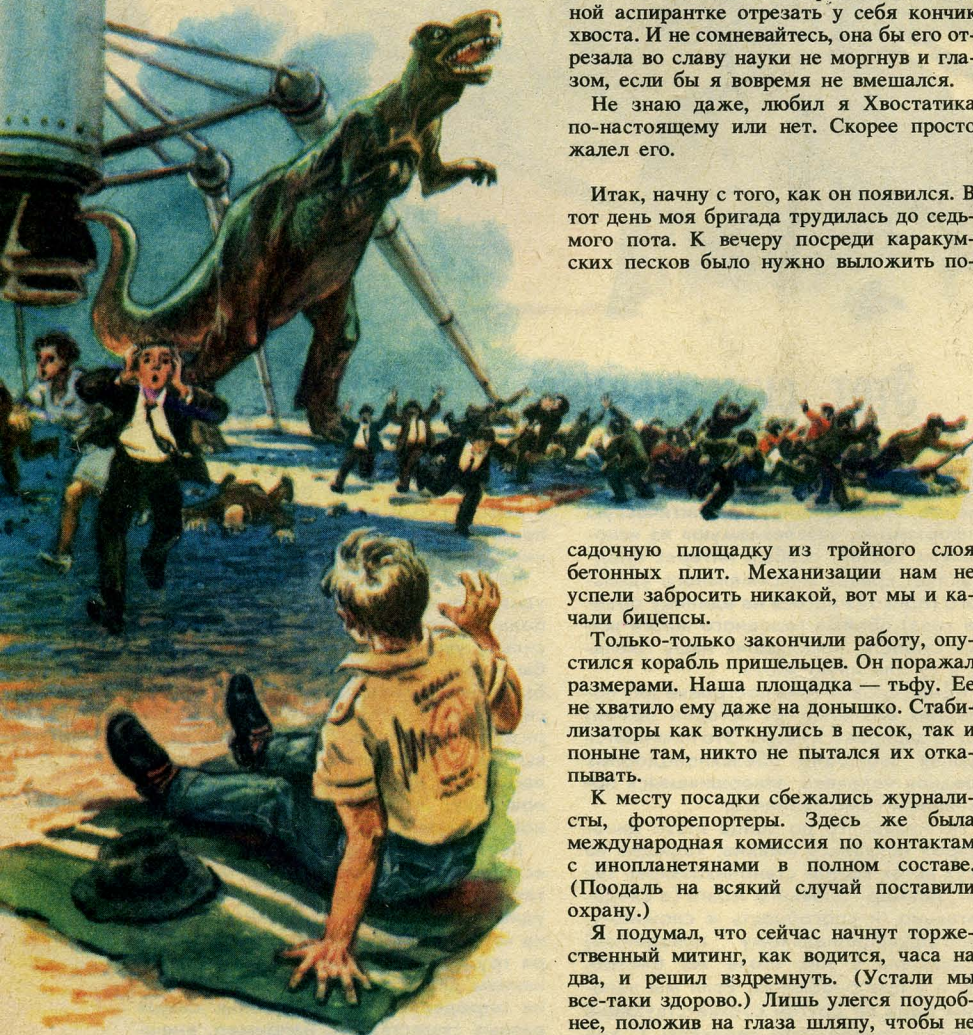 ной аспирантке отрезать у себя кончик
хвоста. И не сомневайтесь, она бы его от-
резала во славу науки не моргнув и гла-
зом, если бы я вовремя не вмешался.
Не знаю даже, любил я Хвостатика
по-настоящему или нет. Скорее просто
жалел его.
Итак, начну с того, как он появился. В
тот день моя бригада трудилась до седь-
мого пота. К вечеру посреди каракум-
ских песков было нужно выложить по-
садочную площадку из тройного слоя
бетонных плит. Механизации нам не
успели забросить никакой, вот мы и ка-
чали бицепсы.
Только-только закончили работу, опу-
стился корабль пришельцев. Он поражал
размерами. Наша площадка — тьфу. Ее
не хватило ему даже на донышко. Стаби-
лизаторы как воткнулись в песок, так и
поныне там, никто не пытался их отка-
пывать.
К месту посадки сбежались журнали-
сты, фоторепортеры. Здесь же была
международная комиссия по контактам
с инопланетянами в полном составе.
(Поодаль на всякий случай поставили
охрану.)
Я подумал, что сейчас начнут торже-
ственный митинг, как водится, часа на
два, и решил вздремнуть. (Устали мы
все-таки здорово.) Лишь улегся поудоб-
нее, положив на глаза шляпу, чтобы не